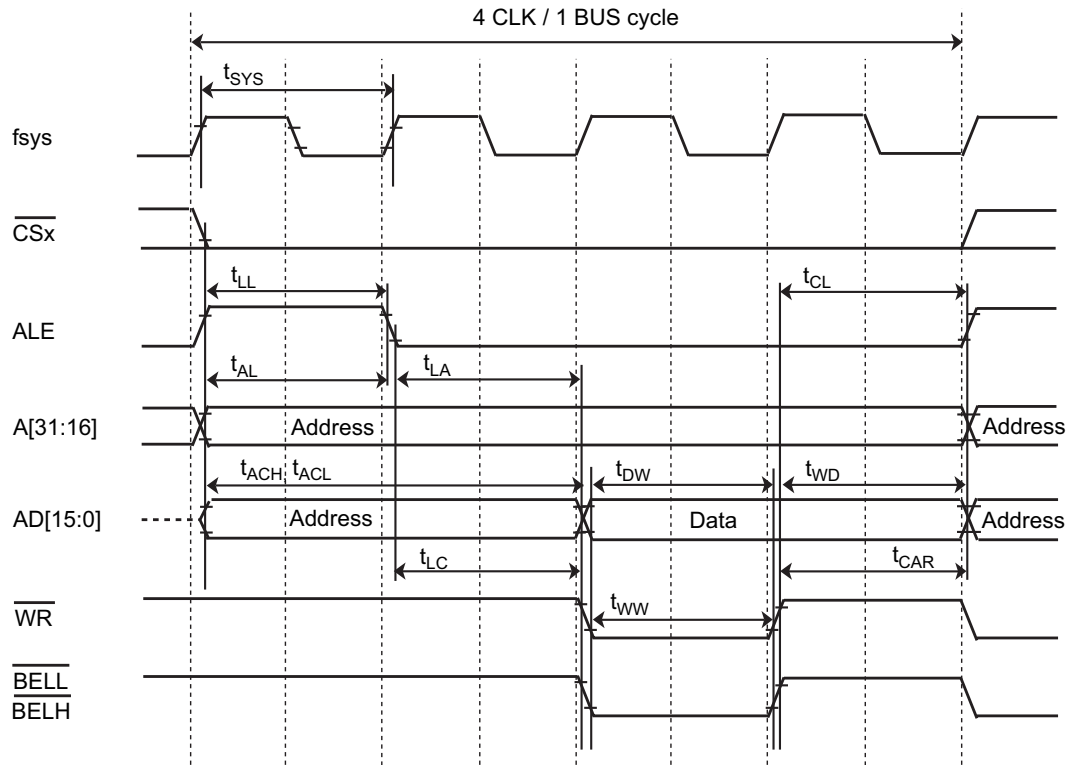 4 CLK / 1 BUS cycle
tSYS
fsys
CSx
tLL
tCL
ALE
tAL
tLA
A[31:16]
Address
Address
tACH, tACL
tDW
tWD
AD[15:0]
Address
Data
Address
tLC
tCAR
WR
tWW
BELL
BELH